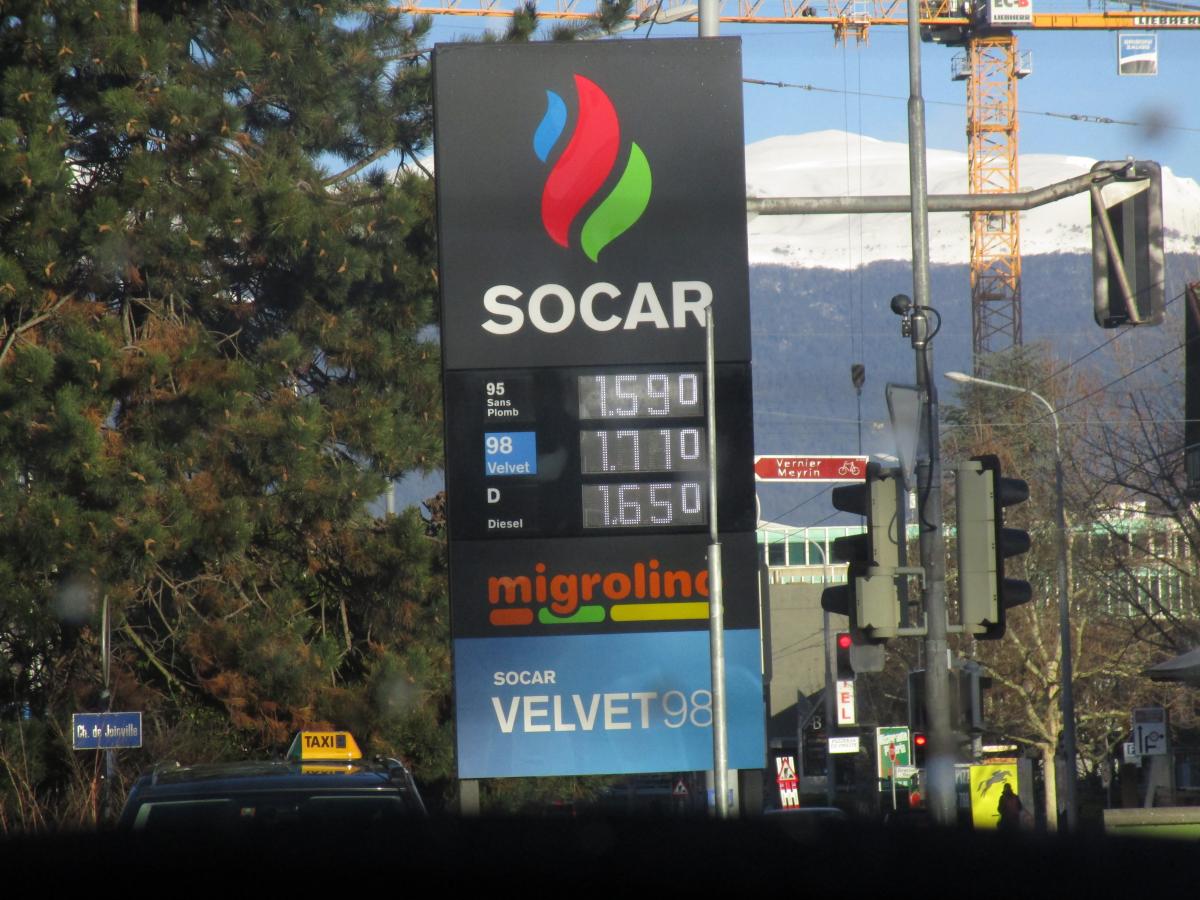 EC-B
LIEBHERR
SOCAR
95
Sans
Plomb
1.59⁰
98
Velvet
1.71⁰
D
Diesel
1.65⁰
Vernier
Meyrin
migrolino
SOCAR
VELVET98
Ch. de Joinville
TAXI